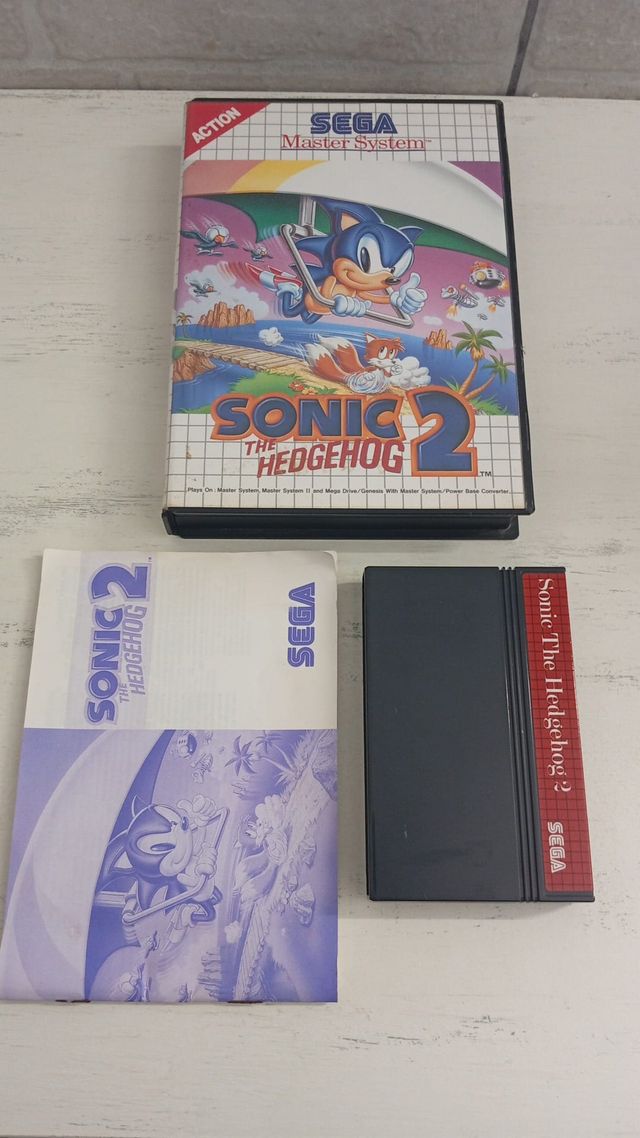 ACTION
SEGA
Master System™
SONIC
THE
HEDGEHOG
2
™
Plays On : Master System, Master System II and Mega Drive/Genesis With Master System/Power Base Converter.
SONIC
THE
HEDGEHOG
2
SEGA
Sonic The Hedgehog 2
SEGA